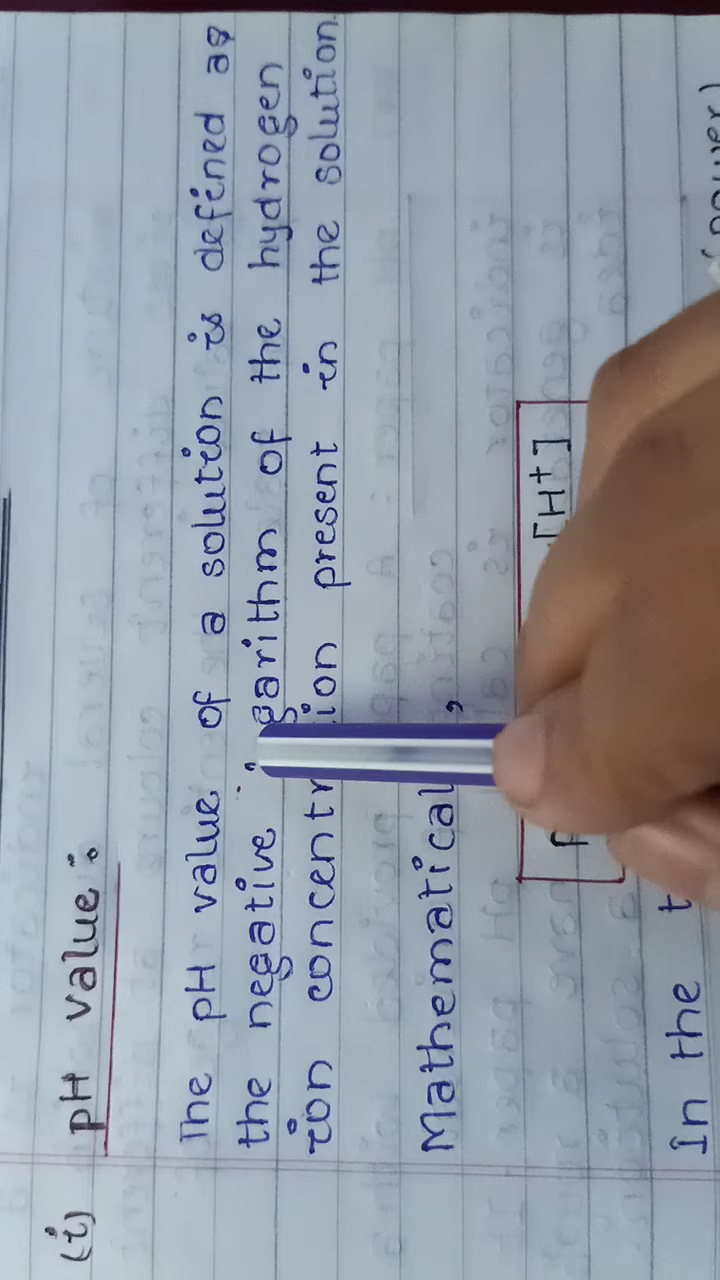 (i) pH value :
The pH value of a solution is defined as
the negative garithm of the hydrogen
ion concentr ion present in the solution.
Mathematical ,
[H+]
In the